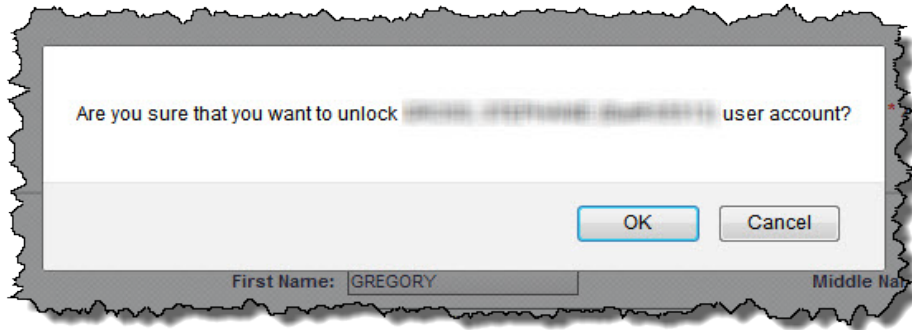 Are you sure that you want to unlock user account? *
OK Cancel
First Name: GREGORY Middle Na